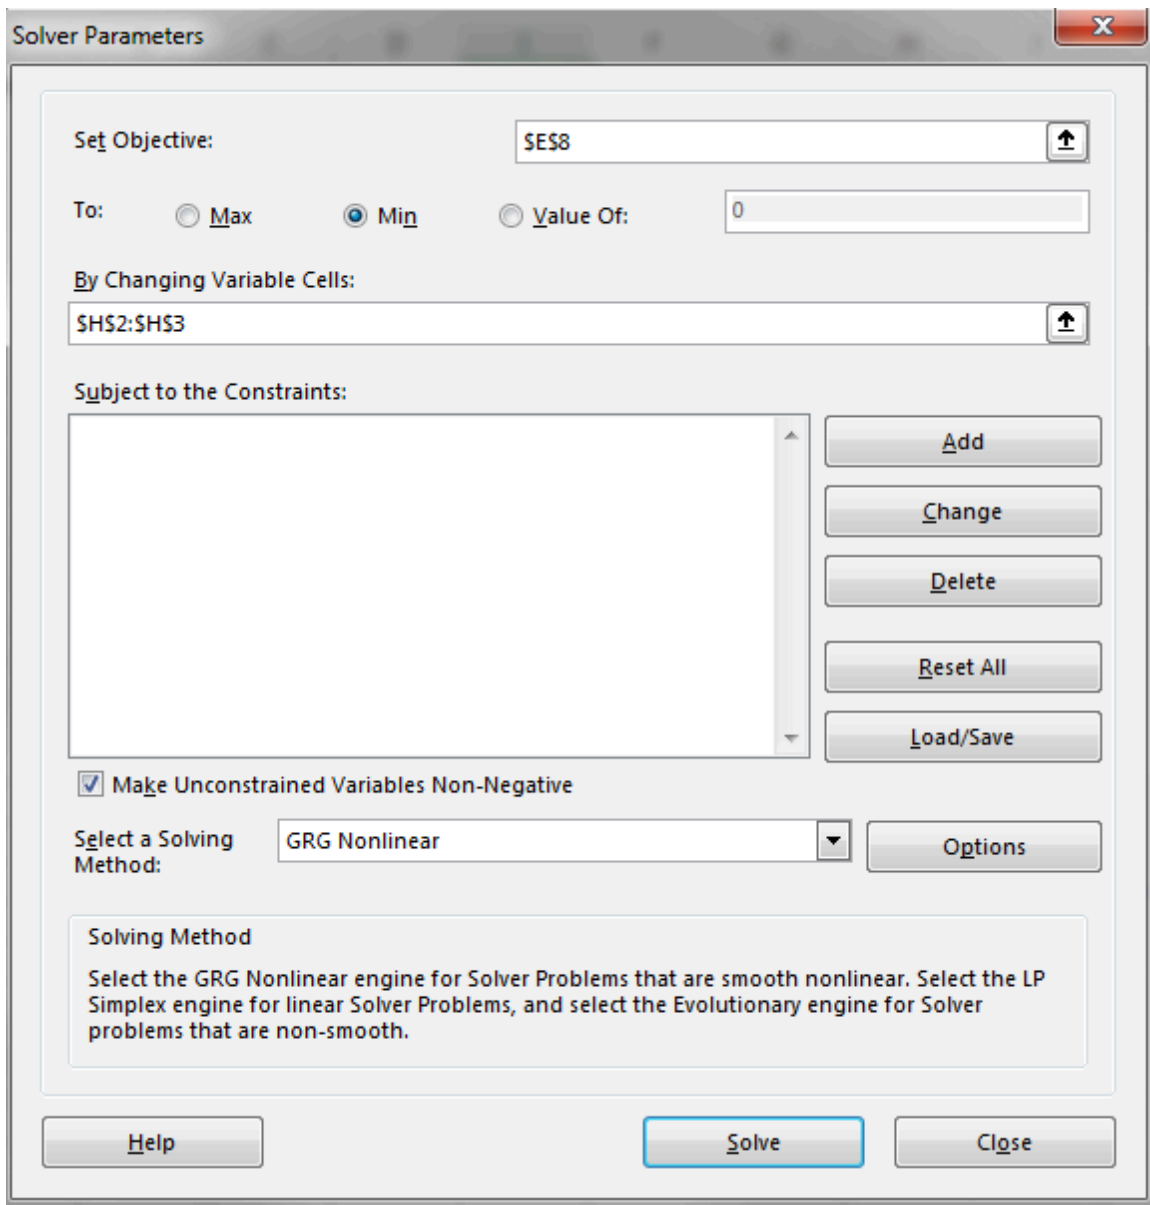 Solver Parameters
Set Objective:
$E$8
To:
Max
Min
Value Of:
0
By Changing Variable Cells:
$H$2:$H$3
Subject to the Constraints:
Add
Change
Delete
Reset All
Load/Save
Make Unconstrained Variables Non-Negative
Select a Solving
Method:
GRG Nonlinear
Options
Solving Method
Select the GRG Nonlinear engine for Solver Problems that are smooth nonlinear. Select the LP
Simplex engine for linear Solver Problems, and select the Evolutionary engine for Solver
problems that are non-smooth.
Help
Solve
Close